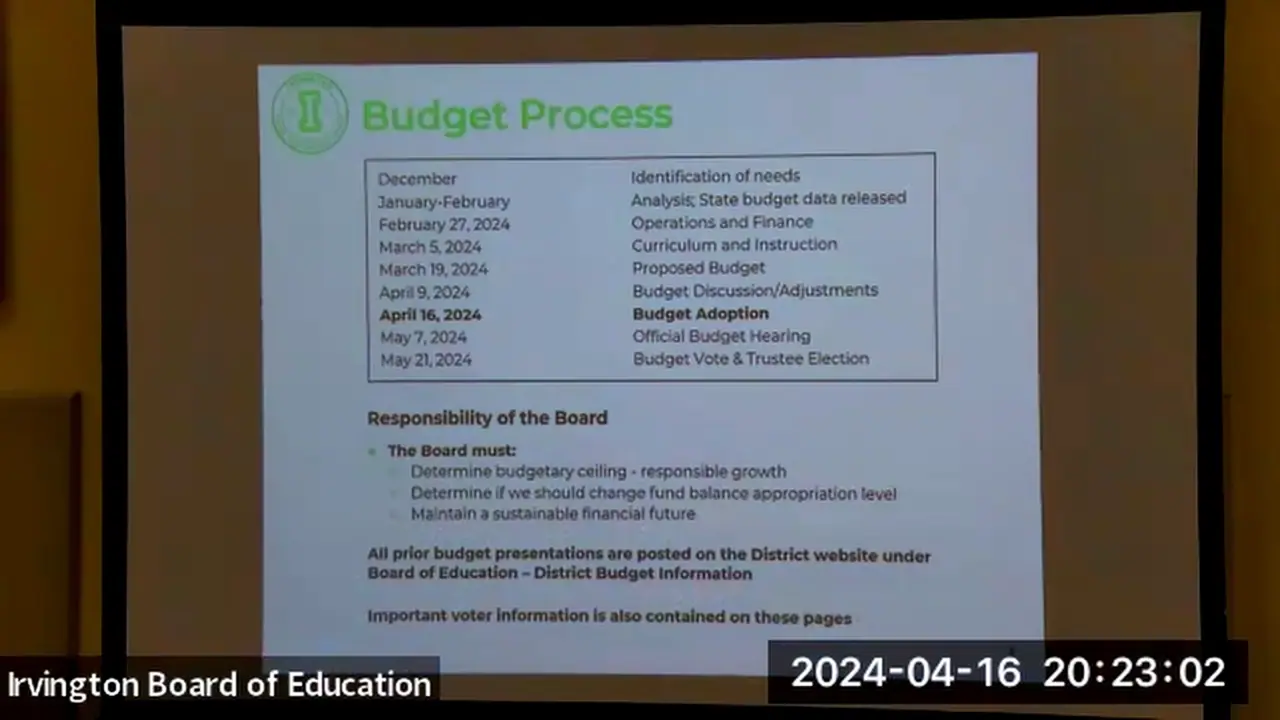 I
Budget Process
December Identification of needs
January-February Analysis; State budget data released
February 27, 2024 Operations and Finance
March 5, 2024 Curriculum and Instruction
March 19, 2024 Proposed Budget
April 9, 2024 Budget Discussion/Adjustments
April 16, 2024 Budget Adoption
May 7, 2024 Official Budget Hearing
May 21, 2024 Budget Vote & Trustee Election
Responsibility of the Board
The Board must:
Determine budgetary ceiling - responsible growth
Determine if we should change fund balance appropriation level
Maintain a sustainable financial future
All prior budget presentations are posted on the District website under
Board of Education – District Budget Information
Important voter information is also contained on these pages
Irvington Board of Education
2024-04-16 20:23:02